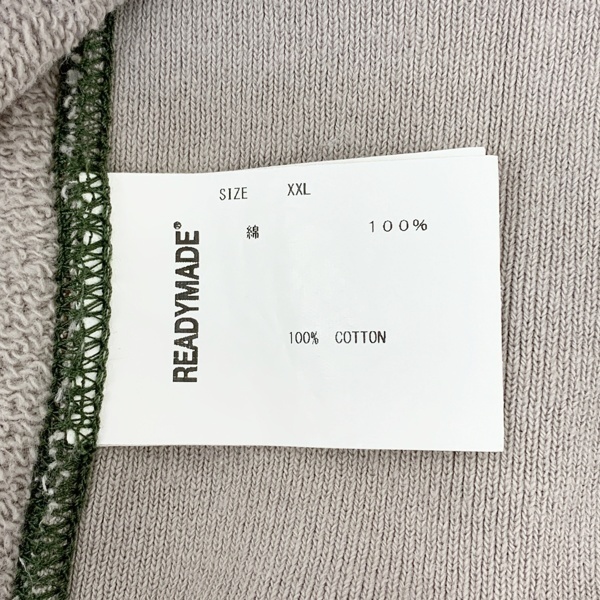 SIZE XXL
綿 100%
100% COTTON
READYMADE®